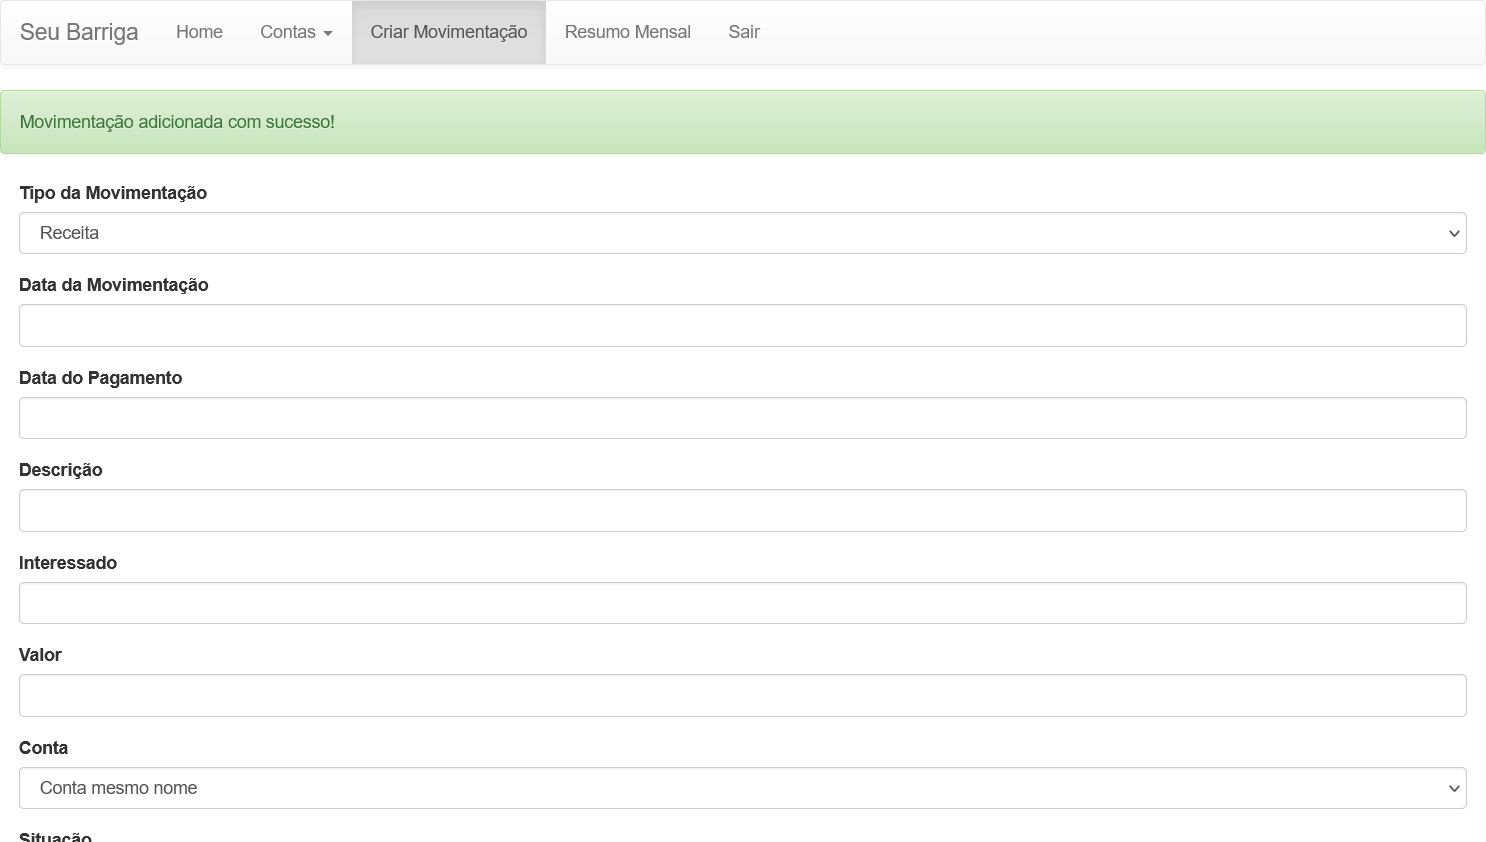 Seu Barriga Home Contas Criar Movimentação Resumo Mensal Sair
Movimentação adicionada com sucesso!
Tipo da Movimentação
Receita
Data da Movimentação
Data do Pagamento
Descrição
Interessado
Valor
Conta
Conta mesmo nome
Situação